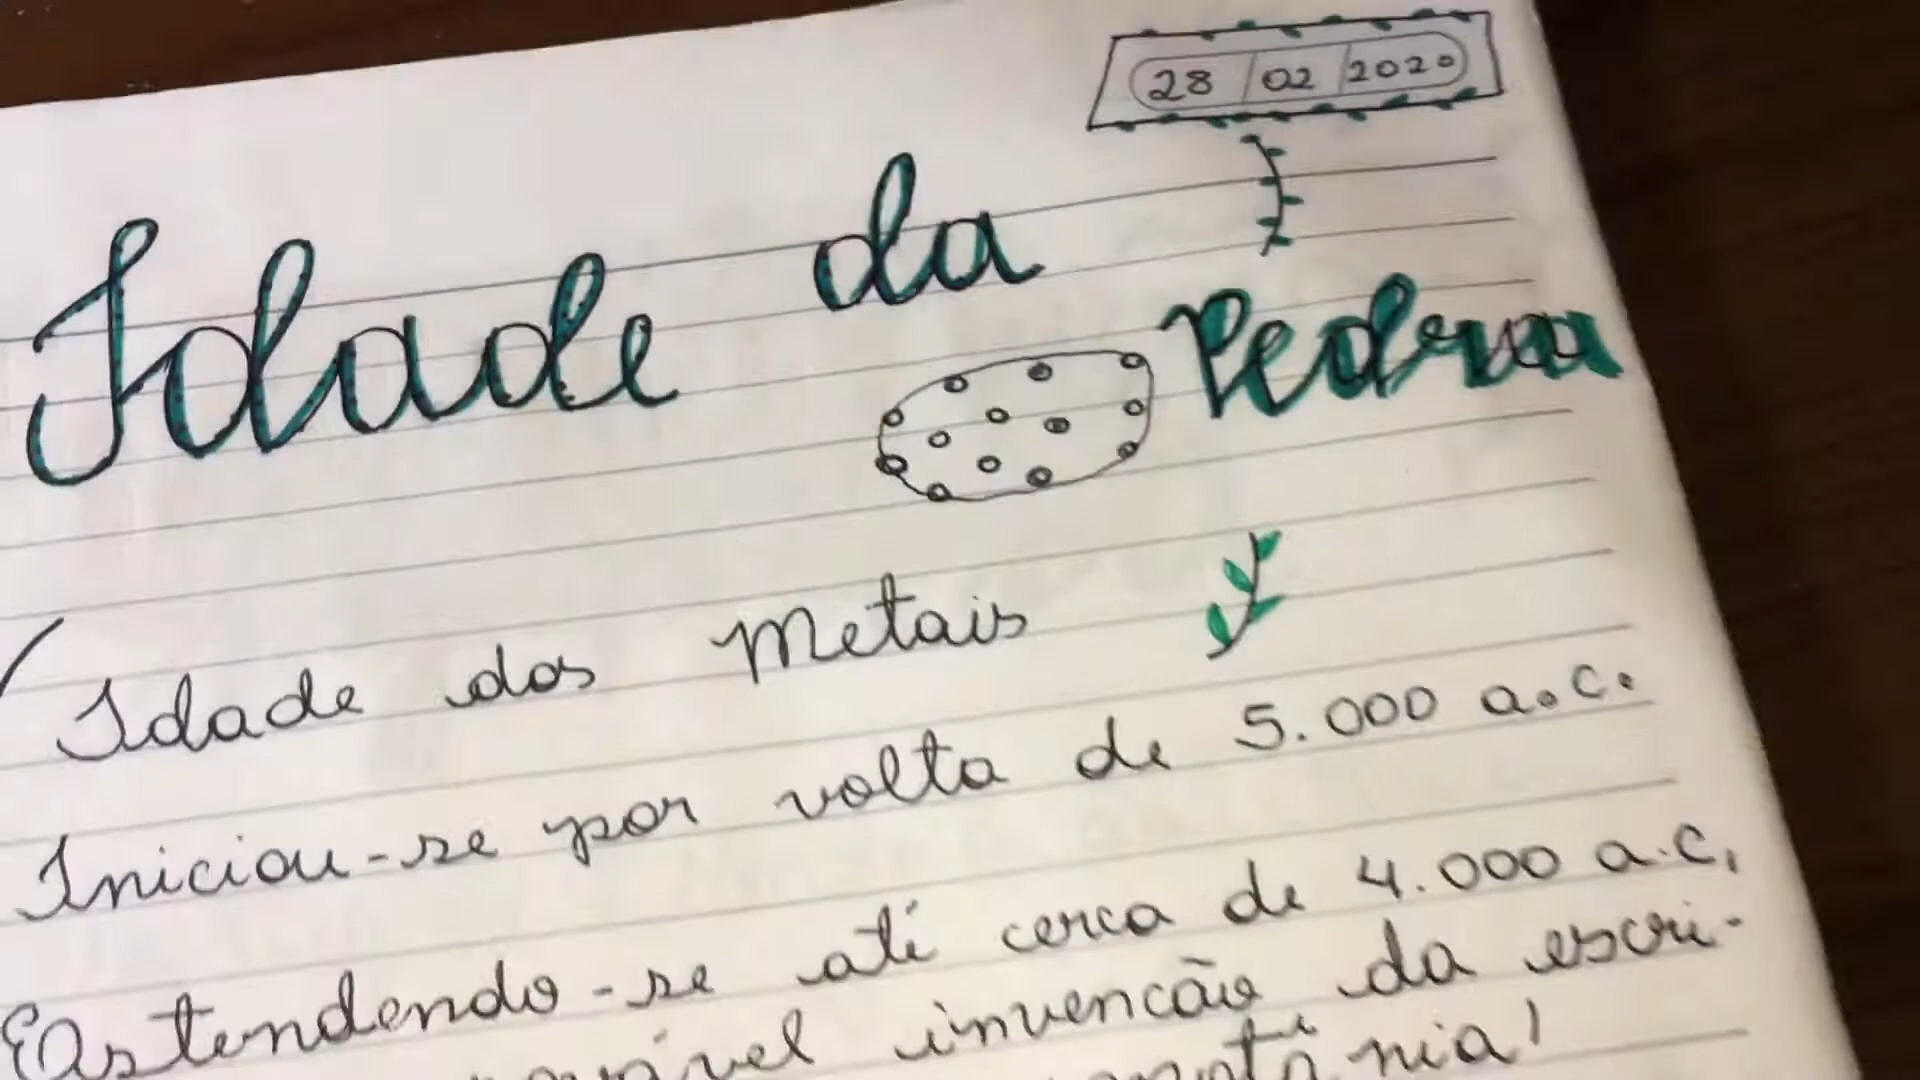 28 02 2020
Idade da
Pedra
Idade dos Metais
Iniciou-se por volta de 5.000 a.c.
Estendendo-se até cerca de 4.000 a.c,
invencão da escri-